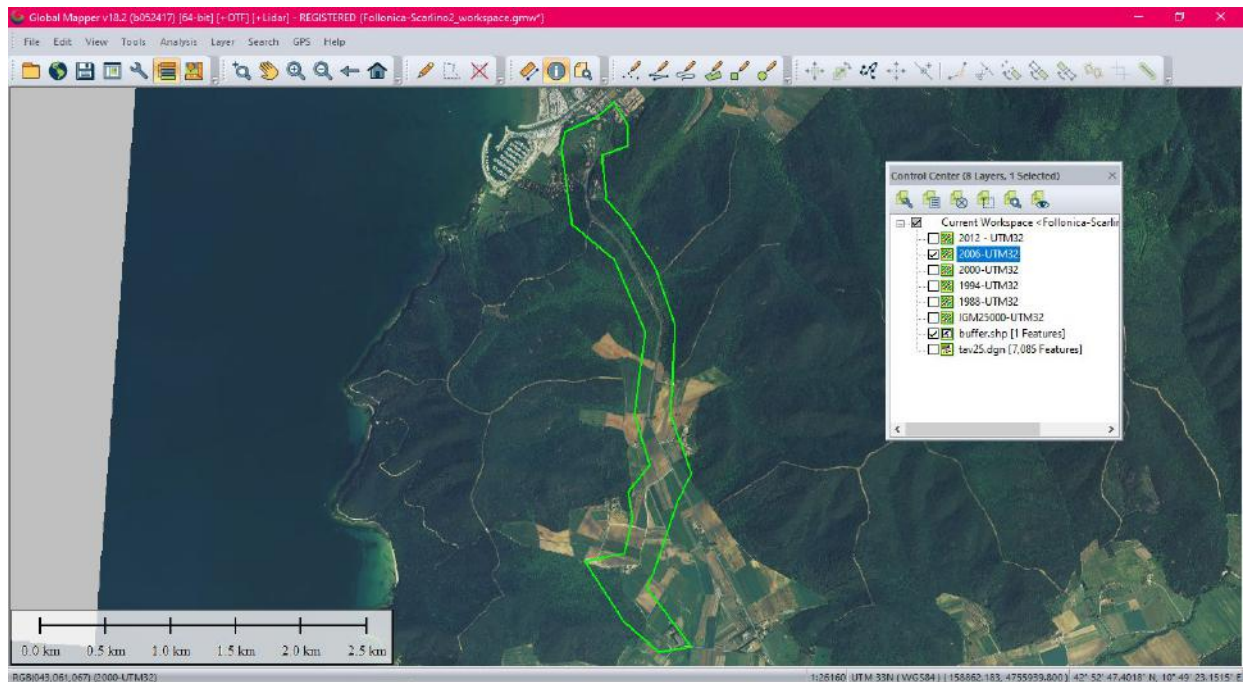 Global Mapper v18.2 (b052417) [64-bit] [+OTF] [+Lidar] - REGISTERED (Follonica-Scarlino2_workspace.gmw*)
File Edit View Tools Analysis Layer Search GPS Help
Control Center (8 Layers, 1 Selected)
Current Workspace <Follonica-Scarlin
2012 - UTM32
2006-UTM32
2000-UTM32
1994-UTM32
1988-UTM32
IGM25000-UTM32
buffer.shp [1 Features]
tav25.dgn [7,085 Features]
0.0 km 0.5 km 1.0 km 1.5 km 2.0 km 2.5 km
RGB(043,061,067) (2000-UTM32) 1:26160 UTM 33N (WGS84) ( 158862.183, 4755939.800 ) 42° 52' 47.4018" N, 10° 49' 23.1515" E